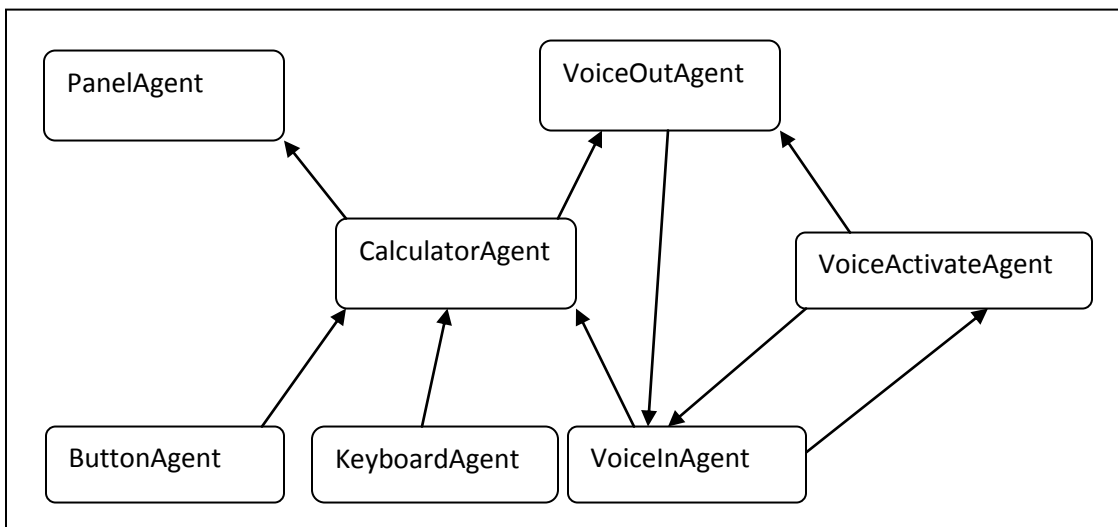 PanelAgent
VoiceOutAgent
CalculatorAgent
VoiceActivateAgent
ButtonAgent
KeyboardAgent
VoiceInAgent